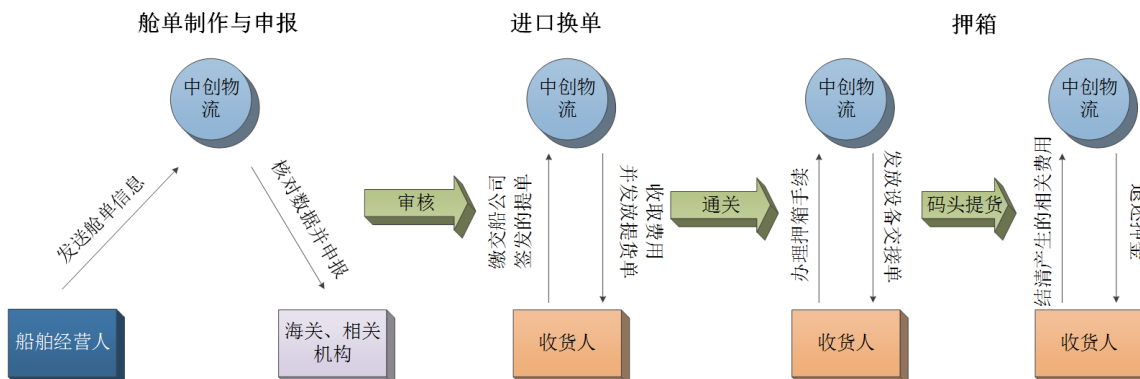 舱单制作与申报
进口换单
押箱
中创物
流
中创物
流
中创物
流
中创物
流
发送舱单信息
核对数据并申报
审核
缴交船公司
签发的提单
收取费用
并发放提货单
通关
办理押箱手续
发放设备交接单
码头提货
结清产生的相关费用
船舶经营人
海关、相关
机构
收货人
收货人
收货人